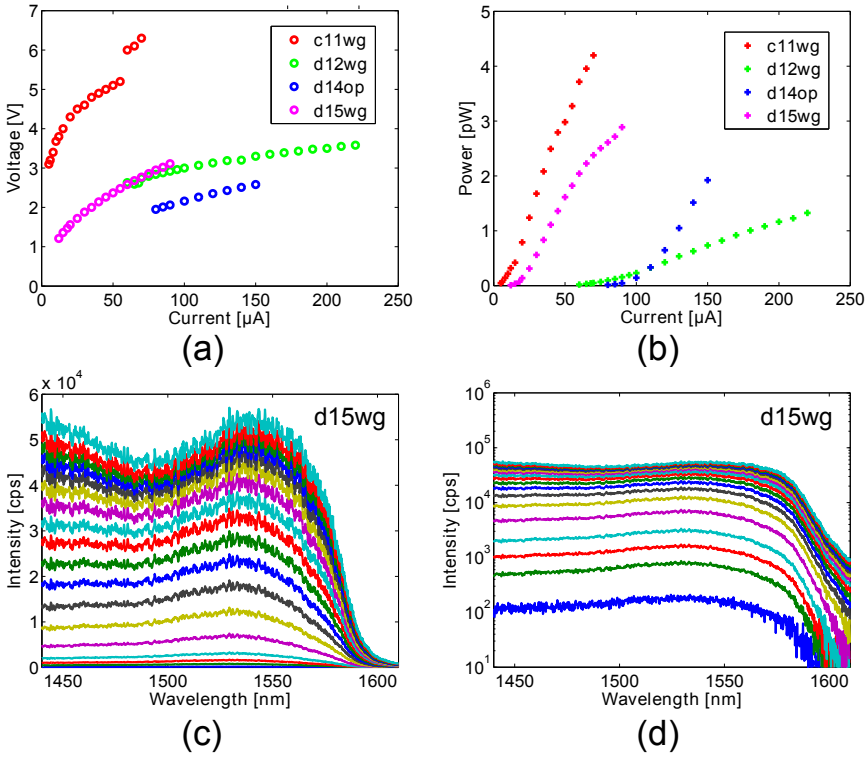 7
6
5
4
3
2
1
0
Voltage [V]
0 50 100 150 200 250
Current [µA]
c11wg
d12wg
d14op
d15wg
(a)
5
4
3
2
1
0
Power [pW]
0 50 100 150 200 250
Current [µA]
c11wg
d12wg
d14op
d15wg
(b)
x 10^4
6
5
4
3
2
1
0
Intensity [cps]
d15wg
1450 1500 1550 1600
Wavelength [nm]
(c)
10^6
10^5
10^4
10^3
10^2
10^1
Intensity [cps]
d15wg
1450 1500 1550 1600
Wavelength [nm]
(d)